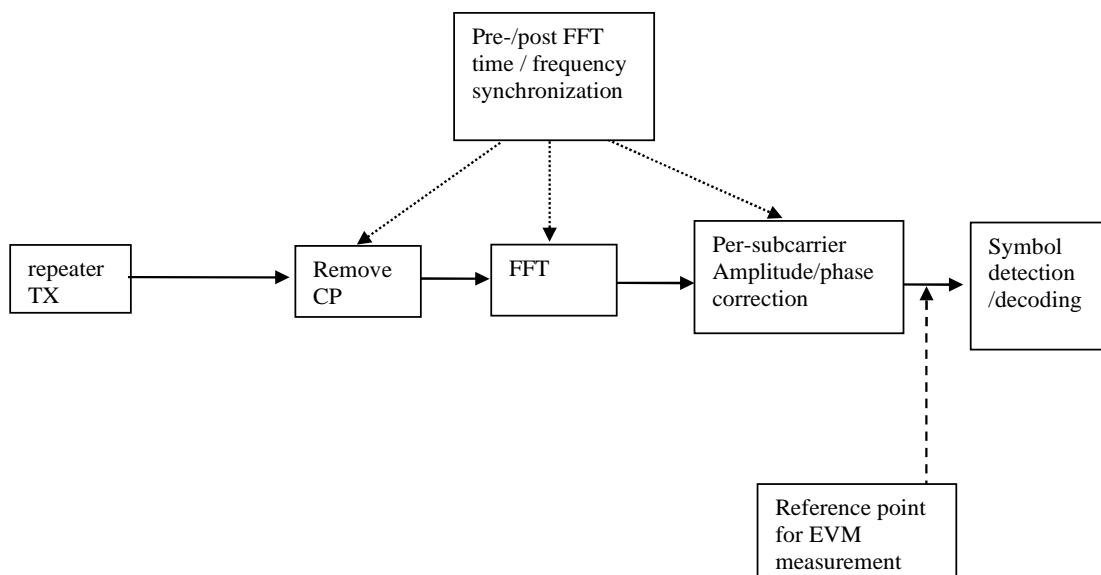 Pre-/post FFT
time / frequency
synchronization
repeater
TX
Remove
CP
FFT
Per-subcarrier
Amplitude/phase
correction
Symbol
detection
/decoding
Reference point
for EVM
measurement